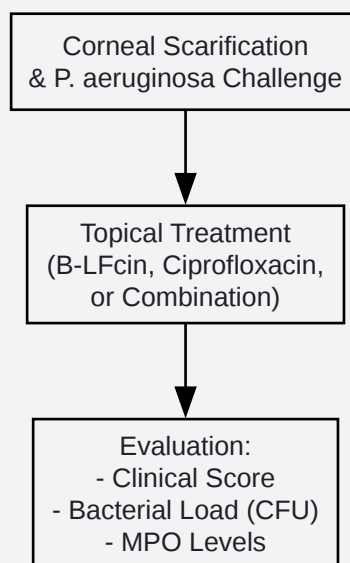 Corneal Scarification
& P. aeruginosa Challenge
Topical Treatment
(B-LFcin, Ciprofloxacin,
or Combination)
Evaluation:
- Clinical Score
- Bacterial Load (CFU)
- MPO Levels